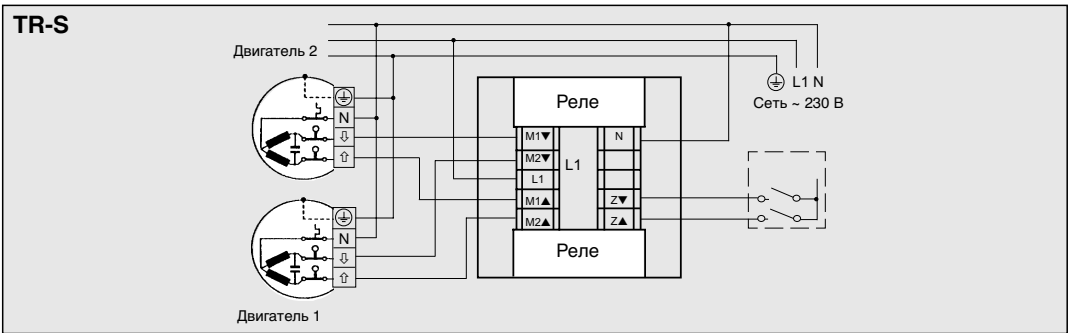 TR-S
Двигатель 2
L1 N
Сеть ~ 230 В
Реле
N
M1▼
N
⇩
M2▼
L1
⇧
L1
M1▲
Z▼
M2▲
Z▲
N
Реле
⇩
⇧
Двигатель 1